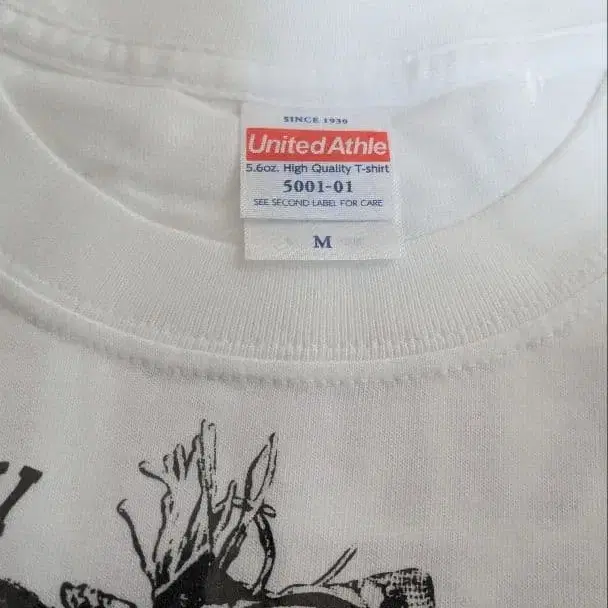 SINCE 1930
United Athle
5.6oz. High Quality T-shirt
5001-01
SEE SECOND LABEL FOR CARE
M